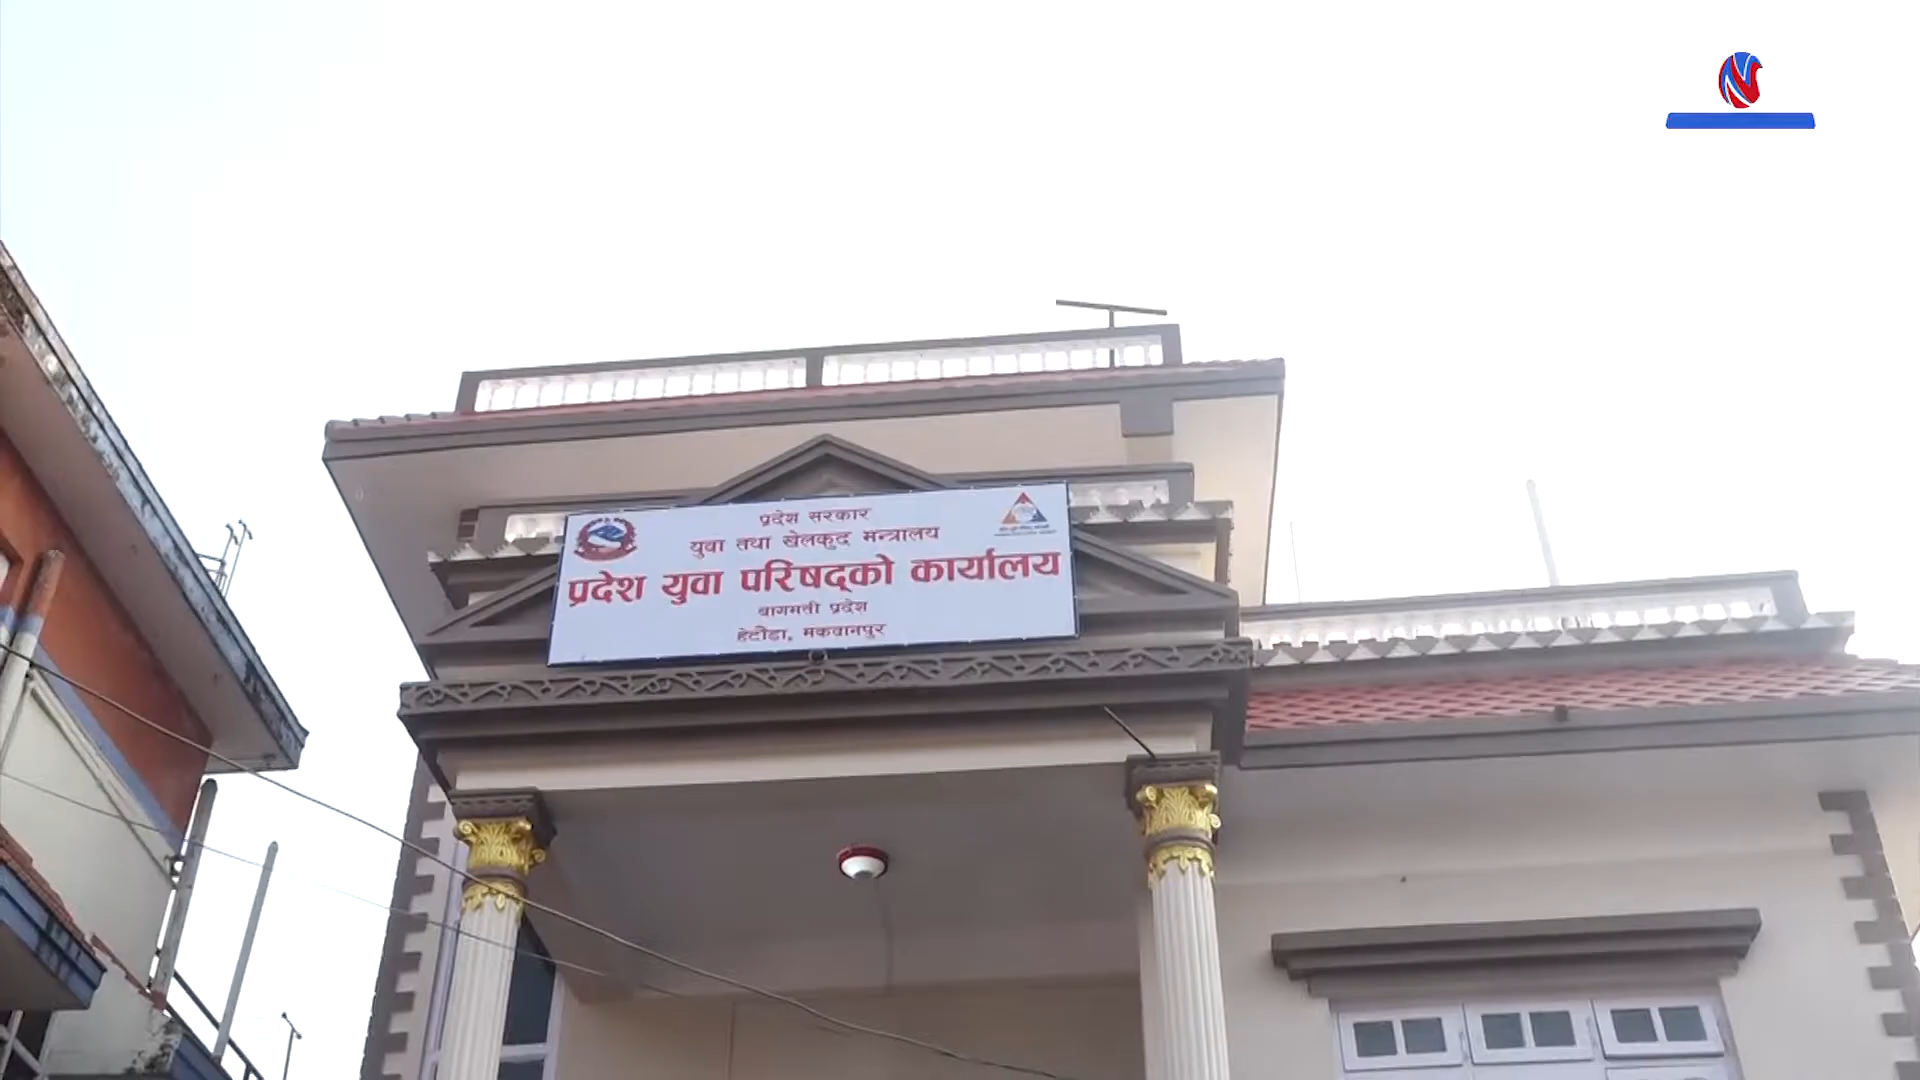 प्रदेश सरकार
युवा तथा खेलकुद मन्त्रालय
प्रदेश युवा परिषद्को कार्यालय
बागमती प्रदेश
हेटौंडा, मकवानपुर